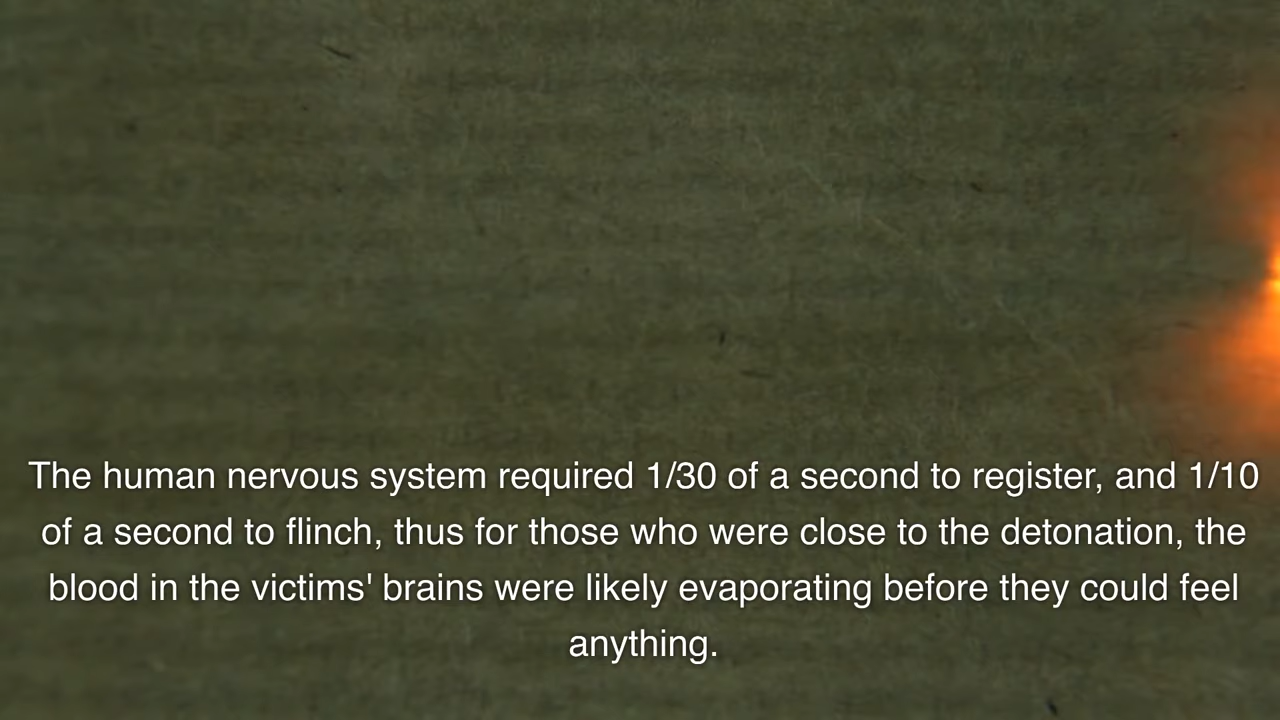 The human nervous system required 1/30 of a second to register, and 1/10
of a second to flinch, thus for those who were close to the detonation, the
blood in the victims' brains were likely evaporating before they could feel
anything.